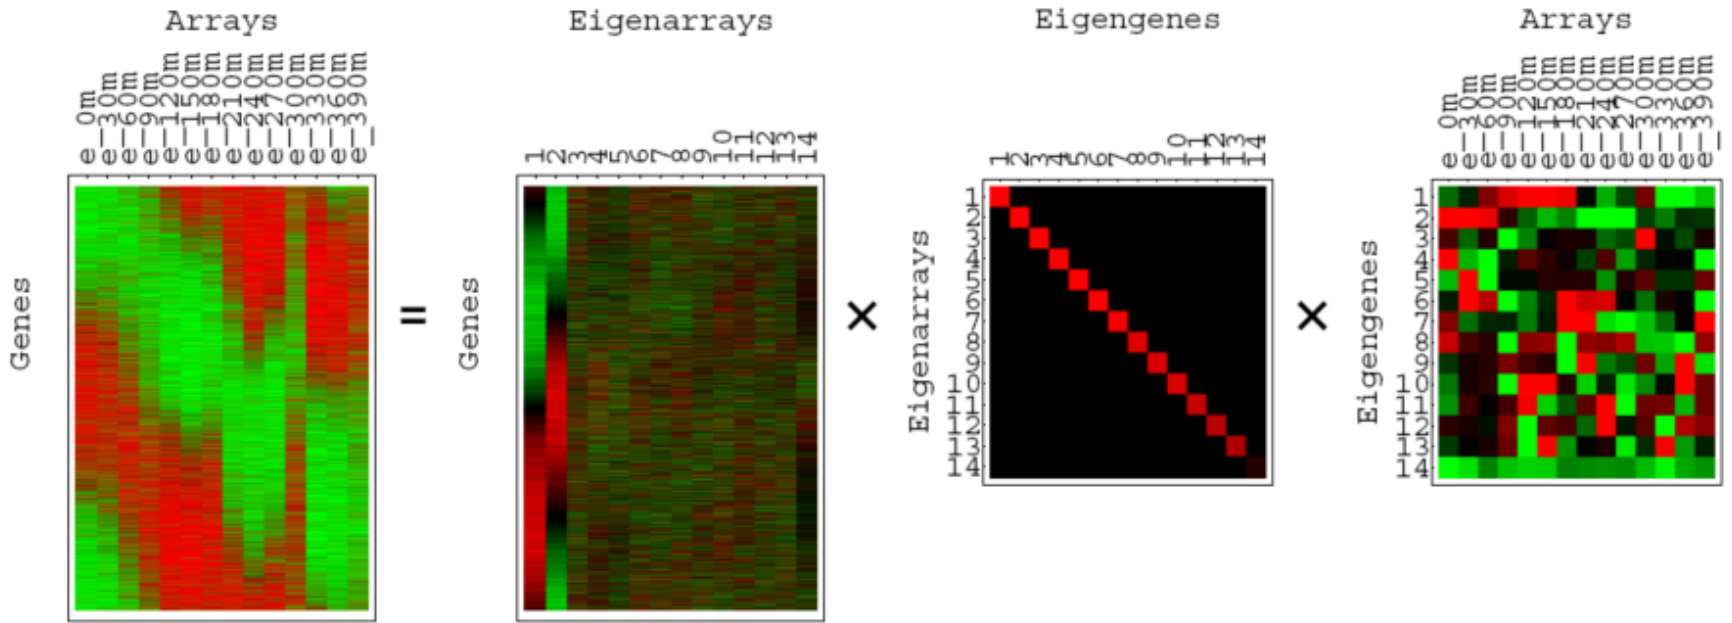 Arrays
Eigenarrays
Eigengenes
Arrays
e_0m
e_30m
e_60m
e_90m
e_120m
e_150m
e_180m
e_210m
e_240m
e_270m
e_300m
e_330m
e_360m
e_390m
1
2
3
4
5
6
7
8
9
10
11
12
13
14
1
2
3
4
5
6
7
8
9
10
11
12
13
14
e_0m
e_30m
e_60m
e_90m
e_120m
e_150m
e_180m
e_210m
e_240m
e_270m
e_300m
e_330m
e_360m
e_390m
Genes
=
Genes
×
Eigenarrays
1
2
3
4
5
6
7
8
9
10
11
12
13
14
×
Eigengenes
1
2
3
4
5
6
7
8
9
10
11
12
13
14